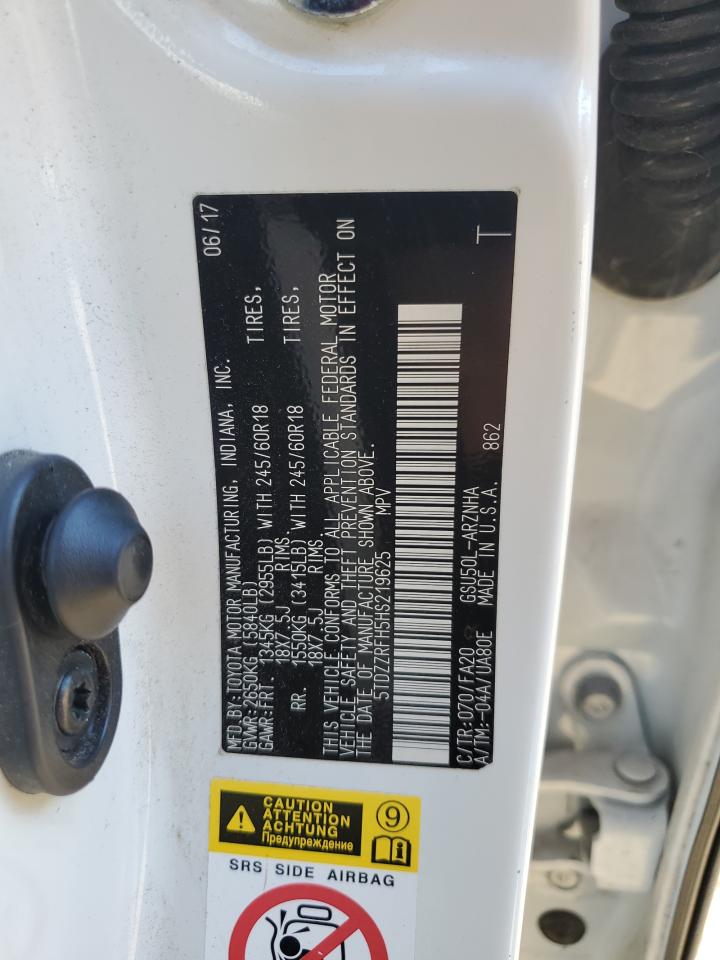 MFD.BY:TOYOTA MOTOR MANUFACTURING, INDIANA, INC. 06/17
GVWR:2650KG (5840LB)
GAWR:FRT. 1345KG (2955LB) WITH 245/60R18 TIRES,
18X7.5J RIMS.
RR. 1550KG (3415LB) WITH 245/60R18 TIRES,
18X7.5J RIMS.
THIS VEHICLE CONFORMS TO ALL APPLICABLE FEDERAL MOTOR
VEHICLE SAFETY AND THEFT PREVENTION STANDARDS IN EFFECT ON
THE DATE OF MANUFACTURE SHOWN ABOVE.
5TDZZRFH5HS219625 MPV
C/TR:070/FA20 GSU50L-ARZNHA T
A/TM:-04A/UA80E MADE IN U.S.A. 862
CAUTION
ATTENTION
ACHTUNG
Предупреждение
9
SRS SIDE AIRBAG